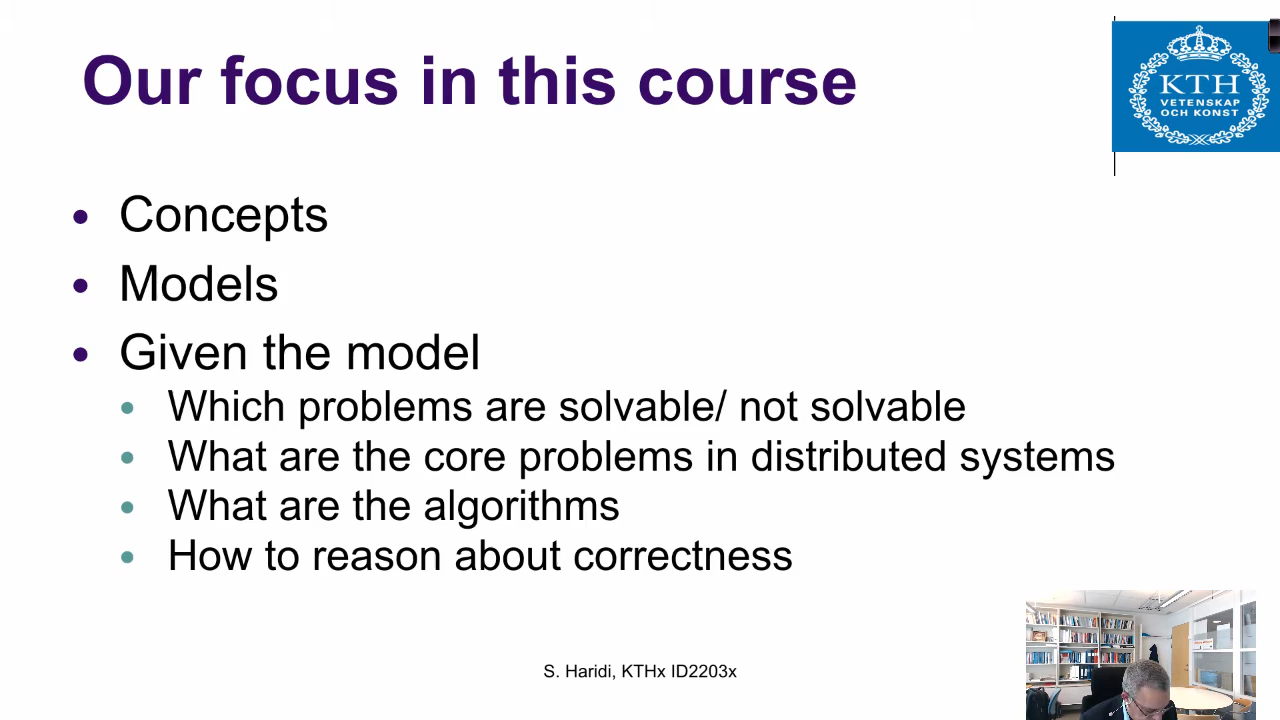 Our focus in this course
KTH
VETENSKAP
OCH KONST
• Concepts
• Models
• Given the model
• Which problems are solvable/ not solvable
• What are the core problems in distributed systems
• What are the algorithms
• How to reason about correctness
S. Haridi, KTHx ID2203x